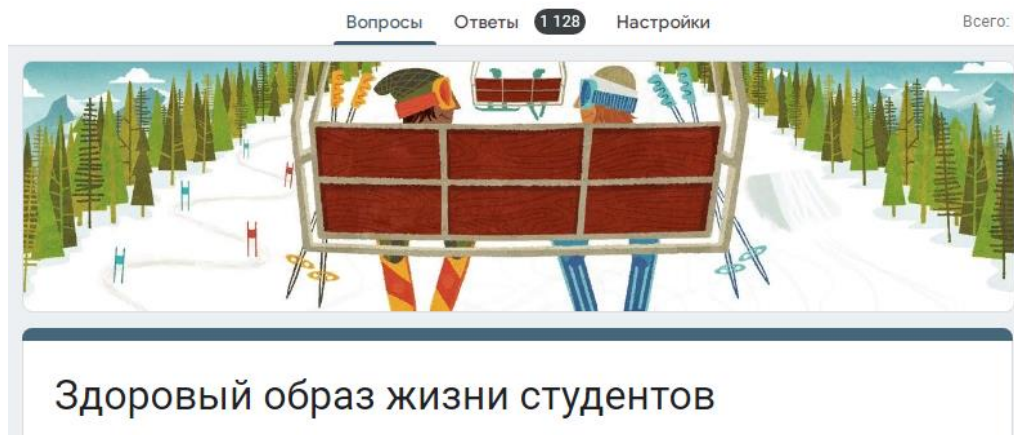 Вопросы Ответы 1 128 Настройки Всего:
Здоровый образ жизни студентов